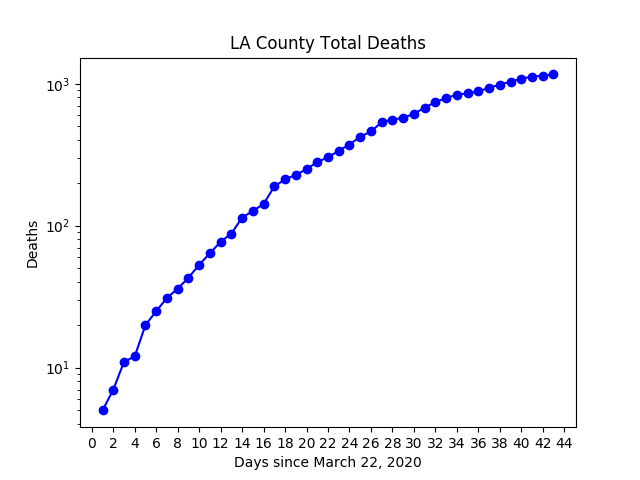 LA County Total Deaths
10³
10²
10¹
Deaths
0 2 4 6 8 10 12 14 16 18 20 22 24 26 28 30 32 34 36 38 40 42 44
Days since March 22, 2020